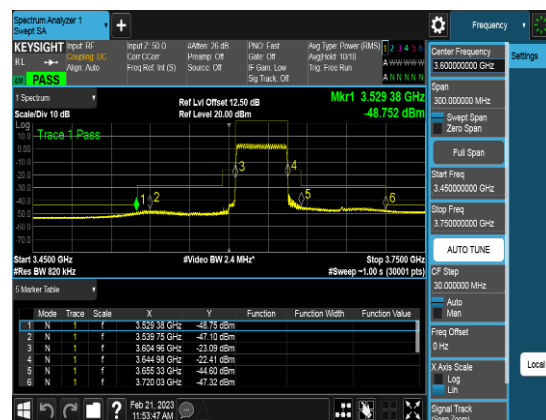 Spectrum Analyzer 1
Swept SA
+
Frequency
KEYSIGHT Input: RF Input Z: 50 Ω #Atten: 26 dB PNO: Fast Avg Type: Power (RMS) 1 2 3 4 5 6
RL Coupling: DC Corr CCorr Preamp: Off Gate: Off Avg|Hold: 10/10 A W W W W W
Align: Auto Freq Ref: Int (S) Source: Off IF Gain: Low Trig: Free Run
PASS Sig Track: Off A N N N N N
1 Spectrum
Ref Lvl Offset 12.50 dB Mkr1 3.529 38 GHz
Scale/Div 10 dB Ref Level 20.00 dBm -48.752 dBm
Log
Trace 1 Pass
10.0
0.00
-10.0
-20.0
-30.0
-40.0
-50.0
-60.0
-70.0
1 2 3 4 5 6
Start 3.4500 GHz #Video BW 2.4 MHz* Stop 3.7500 GHz
#Res BW 820 kHz #Sweep ~1.00 s (30001 pts)
5 Marker Table
Mode Trace Scale X Y Function Function Width Function Value
1 N 1 f 3.529 38 GHz -48.75 dBm
2 N 1 f 3.539 75 GHz -47.10 dBm
3 N 1 f 3.604 96 GHz -23.09 dBm
4 N 1 f 3.644 98 GHz -22.41 dBm
5 N 1 f 3.655 33 GHz -44.60 dBm
6 N 1 f 3.720 03 GHz -47.32 dBm
?
Feb 21, 2023
11:53:47 AM
Center Frequency
3.600000000 GHz
Settings
Span
300.000000 MHz
Swept Span
Zero Span
Full Span
Start Freq
3.450000000 GHz
Stop Freq
3.750000000 GHz
AUTO TUNE
CF Step
30.000000 MHz
Auto
Man
Freq Offset
0 Hz
X Axis Scale
Log
Lin
Local
Signal Track
(Span Zoom)